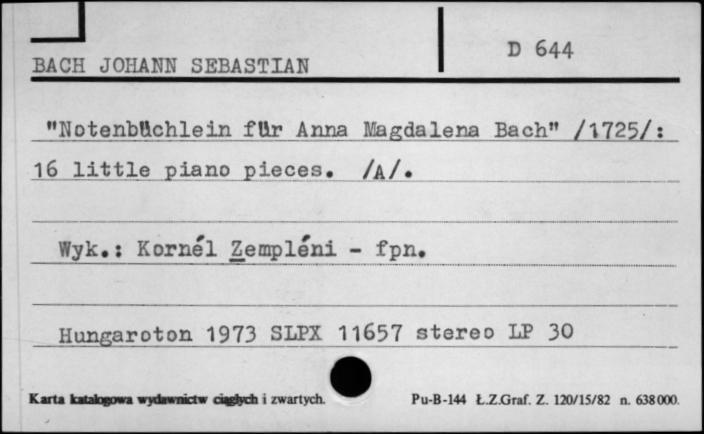 D 644
BACH JOHANN SEBASTIAN
"Notenbüchlein für Anna Magdalena Bach" /1725/:
16 little piano pieces. /A/.
Wyk.: Kornél Zempléni - fpn.
Hungaroton 1973 SLPX 11657 stereo LP 30
Karta katalogowa wydawnictw ciągłych i zwartych. Pu-B-144 Ł.Z.Graf. Z. 120/15/82 n. 638000.